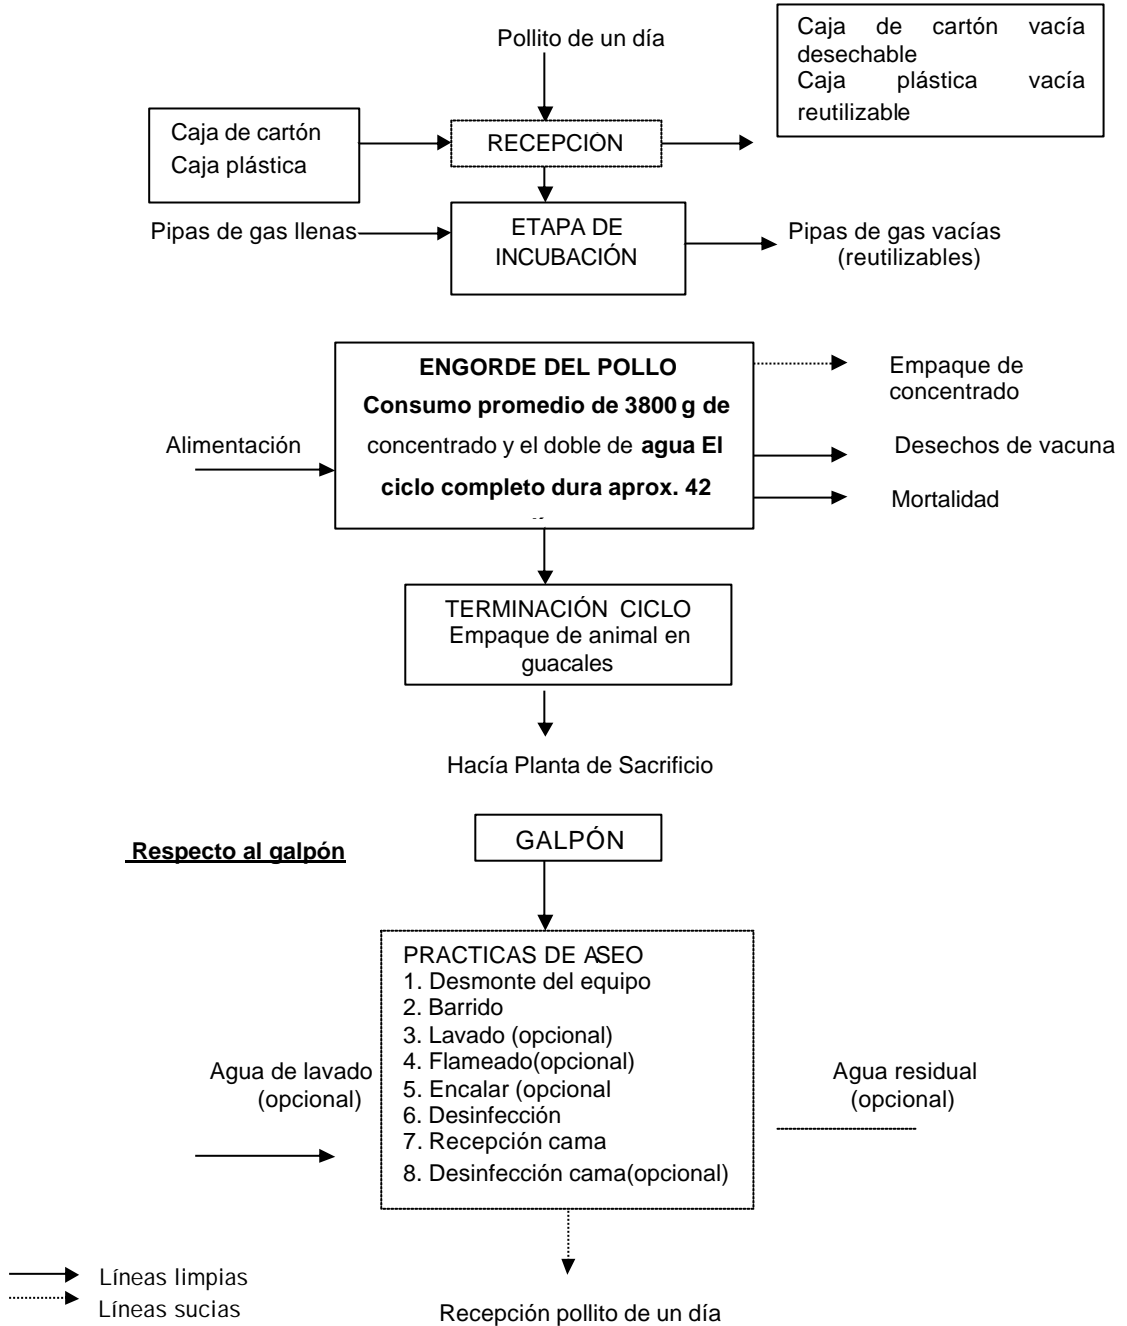 Pollito de un día
Caja de cartón vacía
desechable
Caja plástica vacía
reutilizable
Caja de cartón
Caja plástica
RECEPCIÓN
Pipas de gas llenas
ETAPA DE
INCUBACIÓN
Pipas de gas vacías
(reutilizables)
ENGORDE DEL POLLO
Consumo promedio de 3800 g de
concentrado y el doble de agua El
ciclo completo dura aprox. 42
Alimentación
Empaque de
concentrado
Desechos de vacuna
Mortalidad
TERMINACIÓN CICLO
Empaque de animal en
guacales
Hacía Planta de Sacrificio
GALPÓN
Respecto al galpón
PRACTICAS DE ASEO
1. Desmonte del equipo
2. Barrido
3. Lavado (opcional)
4. Flameado(opcional)
5. Encalar (opcional
6. Desinfección
7. Recepción cama
8. Desinfección cama(opcional)
Agua de lavado
(opcional)
Agua residual
(opcional)
Líneas limpias
Líneas sucias
Recepción pollito de un día